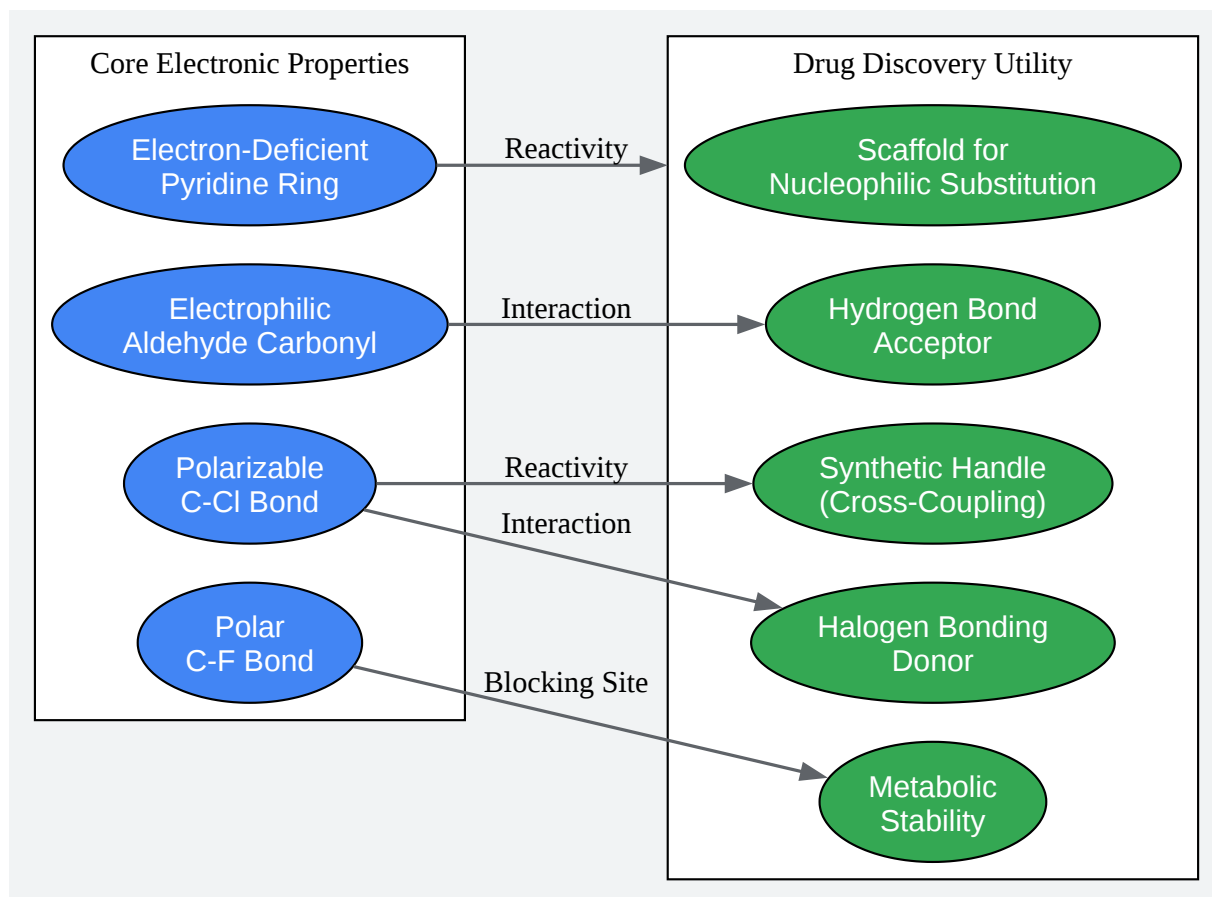 Core Electronic Properties
Drug Discovery Utility
Electron-Deficient
Pyridine Ring
Reactivity
Scaffold for
Nucleophilic Substitution
Electrophilic
Aldehyde Carbonyl
Interaction
Hydrogen Bond
Acceptor
Polarizable
C-Cl Bond
Reactivity
Synthetic Handle
(Cross-Coupling)
Interaction
Halogen Bonding
Donor
Polar
C-F Bond
Blocking Site
Metabolic
Stability